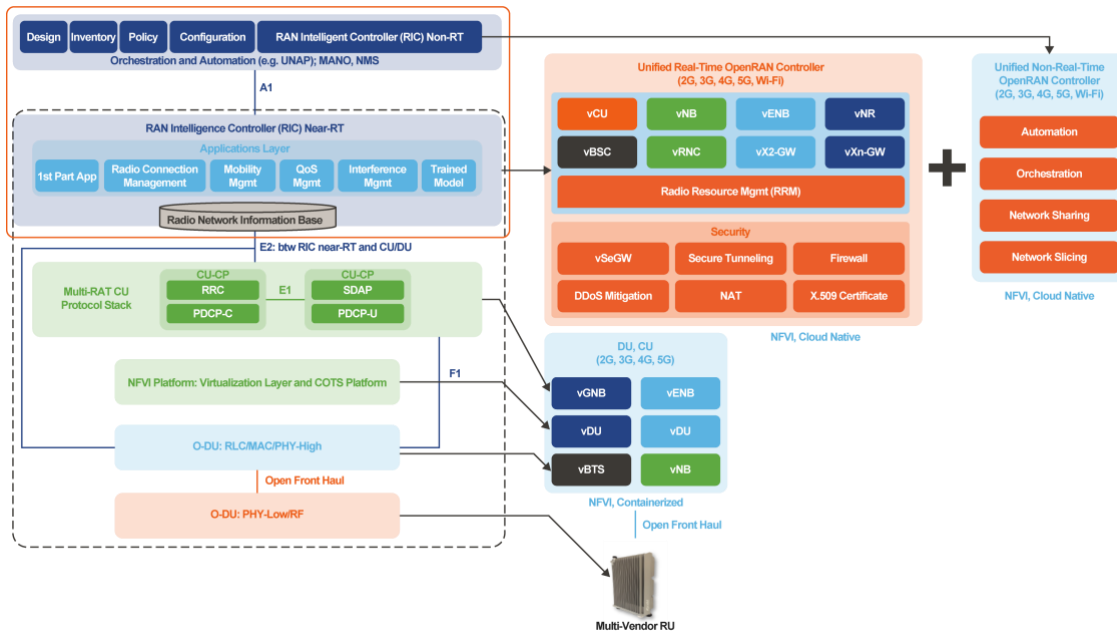 Design
Inventory
Policy
Configuration
RAN Intelligent Controller (RIC) Non-RT
Orchestration and Automation (e.g. UNAP); MANO, NMS
A1
RAN Intelligence Controller (RIC) Near-RT
Applications Layer
1st Part App
Radio Connection
Management
Mobility
Mgmt
QoS
Mgmt
Interference
Mgmt
Trained
Model
Radio Network Information Base
E2: btw RIC near-RT and CU/DU
Multi-RAT CU
Protocol Stack
CU-CP
RRC
PDCP-C
E1
CU-CP
SDAP
PDCP-U
F1
NFVI Platform: Virtualization Layer and COTS Platform
O-DU: RLC/MAC/PHY-High
Open Front Haul
O-DU: PHY-Low/RF
Unified Real-Time OpenRAN Controller
(2G, 3G, 4G, 5G, Wi-Fi)
vCU
vNB
vENB
vNR
vBSC
vRNC
vX2-GW
vXn-GW
Radio Resource Mgmt (RRM)
Security
vSeGW
Secure Tunneling
Firewall
DDoS Mitigation
NAT
X.509 Certificate
NFVI, Cloud Native
+
Unified Non-Real-Time
OpenRAN Controller
(2G, 3G, 4G, 5G, Wi-Fi)
Automation
Orchestration
Network Sharing
Network Slicing
NFVI, Cloud Native
DU, CU
(2G, 3G, 4G, 5G)
vGNB
vENB
vDU
vDU
vBTS
vNB
NFVI, Containerized
Open Front Haul
Multi-Vendor RU